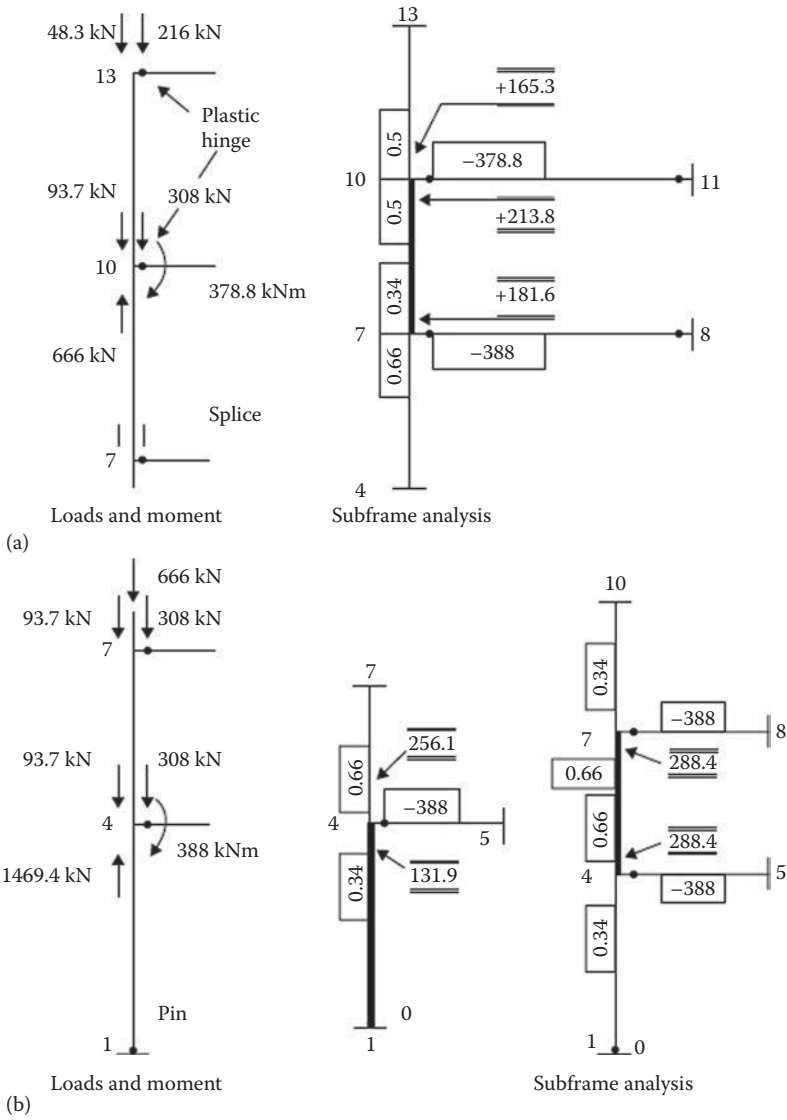 48.3 kN
216 kN
13
Plastic
hinge
93.7 kN
308 kN
10
378.8 kNm
666 kN
Splice
7
Loads and moment
13
+165.3
0.5
−378.8
10
11
0.5
+213.8
+181.6
0.34
7
8
−388
0.66
4
Subframe analysis
(a)
666 kN
93.7 kN
308 kN
7
93.7 kN
308 kN
4
388 kNm
1469.4 kN
Pin
1
Loads and moment
7
256.1
0.66
−388
4
5
131.9
0.34
0
1
10
0.34
−388
7
8
0.66
288.4
0.66
288.4
4
5
−388
0.34
1
0
Subframe analysis
(b)